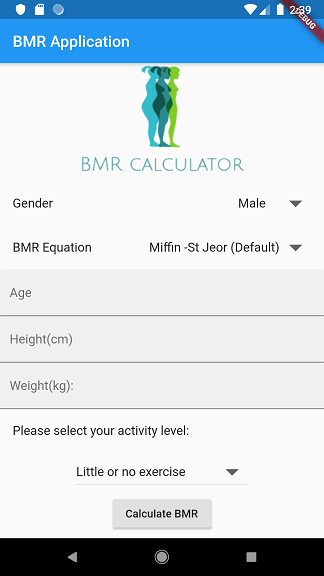 2:39
DEBUG
BMR Application
BMR CALCULATOR
Gender Male
BMR Equation Miffin -St Jeor (Default)
Age
Height(cm)
Weight(kg):
Please select your activity level:
Little or no exercise
Calculate BMR